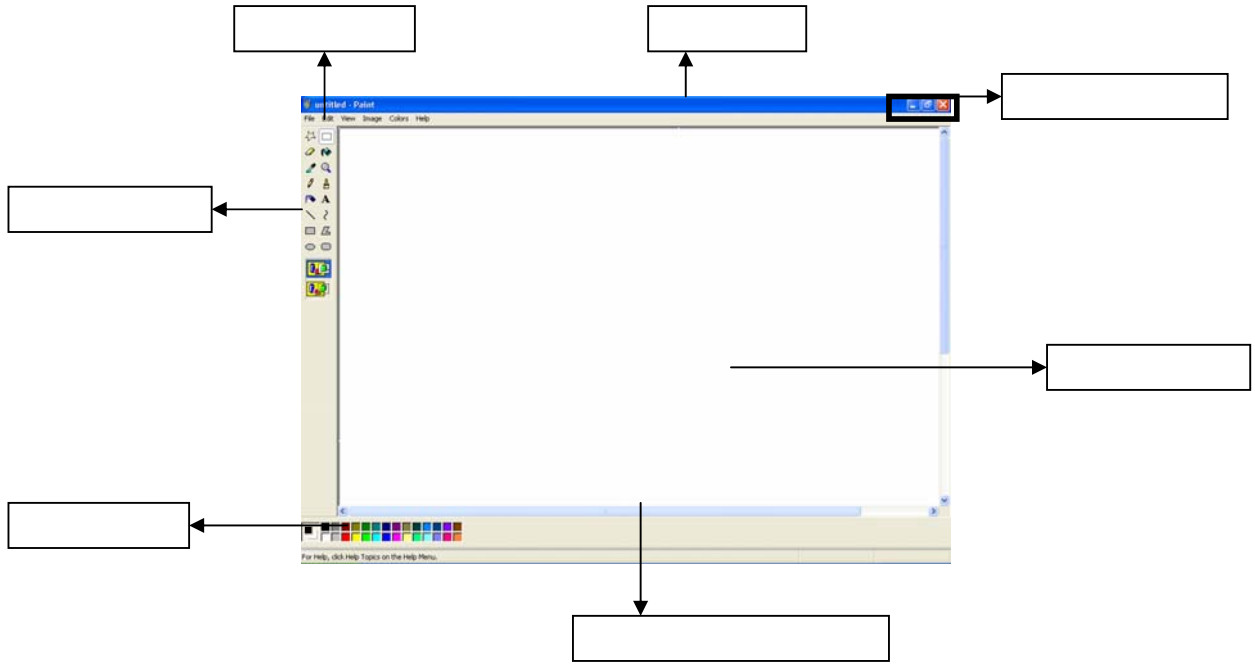 untitled - Paint
File Edit View Image Colors Help
A
For Help, click Help Topics on the Help Menu.